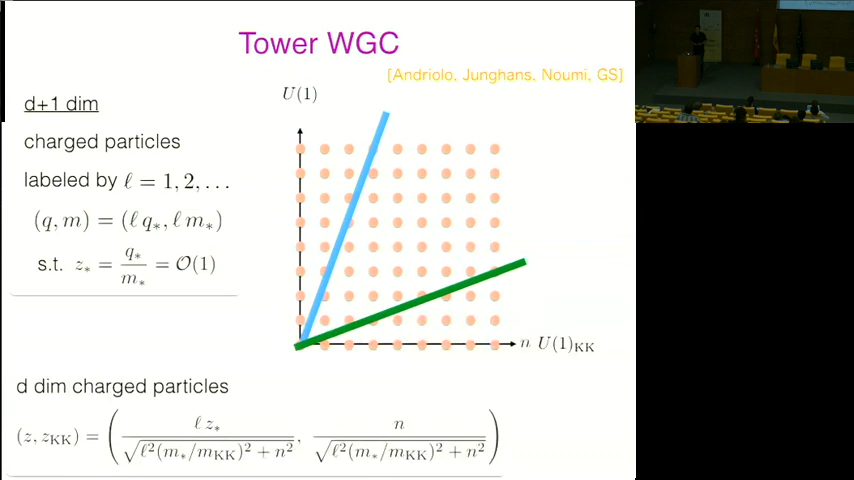 Tower WGC
[Andriolo, Junghans, Noumi, GS]
U(1)
d+1 dim
charged particles
labeled by ℓ = 1, 2, . . .
(q, m) = (ℓ q_*, ℓ m_*)
s.t. z_* = q_*/m_* = O(1)
n U(1)_KK
d dim charged particles
(z, z_KK) = ( ℓ z_* / √(ℓ²(m_*/m_KK)² + n²) , n / √(ℓ²(m_*/m_KK)² + n²) )